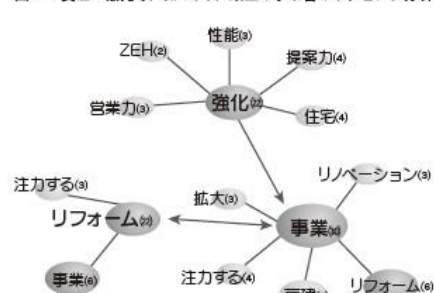 性能(3)
ZEH(2)
提案力(4)
営業力(3)
強化(22)
住宅(4)
リノベーション(3)
注力する(3)
拡大(3)
リフォーム(22)
事業
事業(6)
注力する(4)
リフォーム(6)